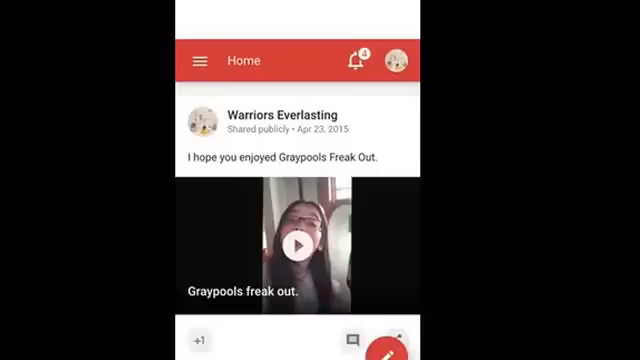 Home
4
Warriors Everlasting
Shared publicly • Apr 23, 2015
I hope you enjoyed Graypools Freak Out.
Graypools freak out.
+1